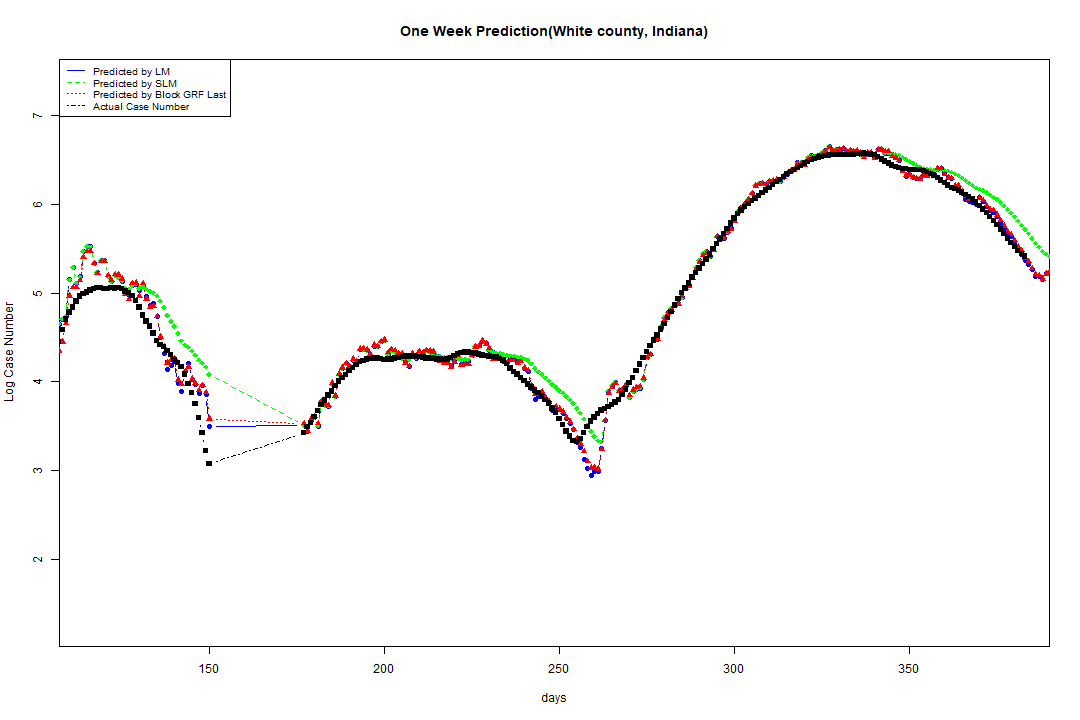 One Week Prediction(White county, Indiana)
Predicted by LM
Predicted by SLM
Predicted by Block GRF Last
Actual Case Number
7
6
5
4
3
2
Log Case Number
150
200
250
300
350
days